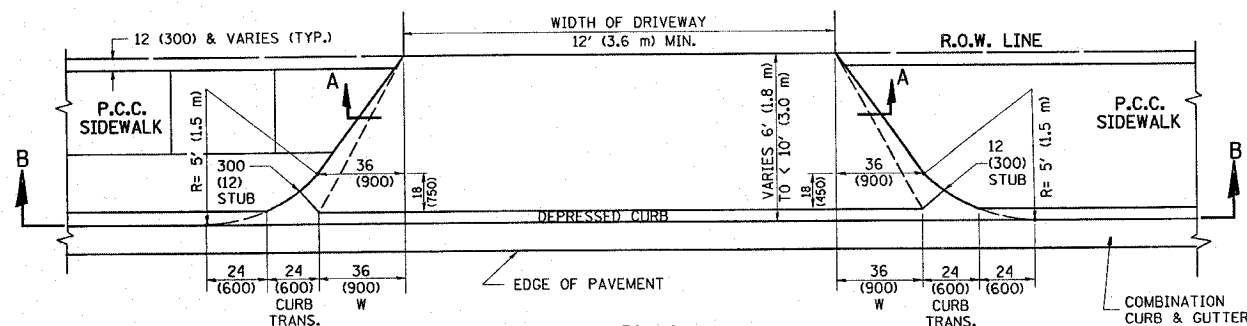 WIDTH OF DRIVEWAY
12' (3.6 m) MIN.
12 (300) & VARIES (TYP.)
R.O.W. LINE
P.C.C.
SIDEWALK
A
A
P.C.C.
SIDEWALK
B
B
R= 5' (1.5 m)
300
(12)
STUB
36
(900)
18
(750)
VARIES 6' (1.8 m)
TO < 10' (3.0 m)
36
(900)
18
(450)
12
(300)
STUB
R= 5' (1.5 m)
DEPRESSED CURB
24
(600)
24
(600)
CURB
TRANS.
36
(900)
W
EDGE OF PAVEMENT
36
(900)
W
24
(600)
CURB
TRANS.
24
(600)
COMBINATION
CURB & GUTTER